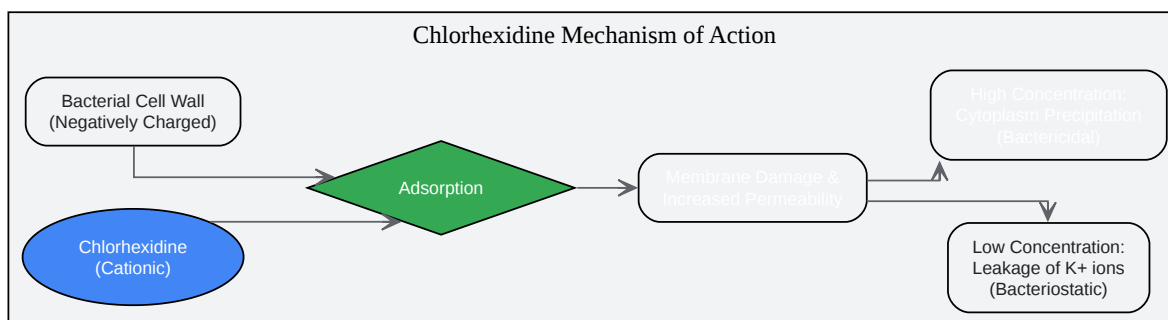 Chlorhexidine Mechanism of Action
Bacterial Cell Wall
(Negatively Charged)
Chlorhexidine
(Cationic)
Adsorption
Membrane Damage &
Increased Permeability
High Concentration:
Cytoplasm Precipitation
(Bactericidal)
Low Concentration:
Leakage of K+ ions
(Bacteriostatic)